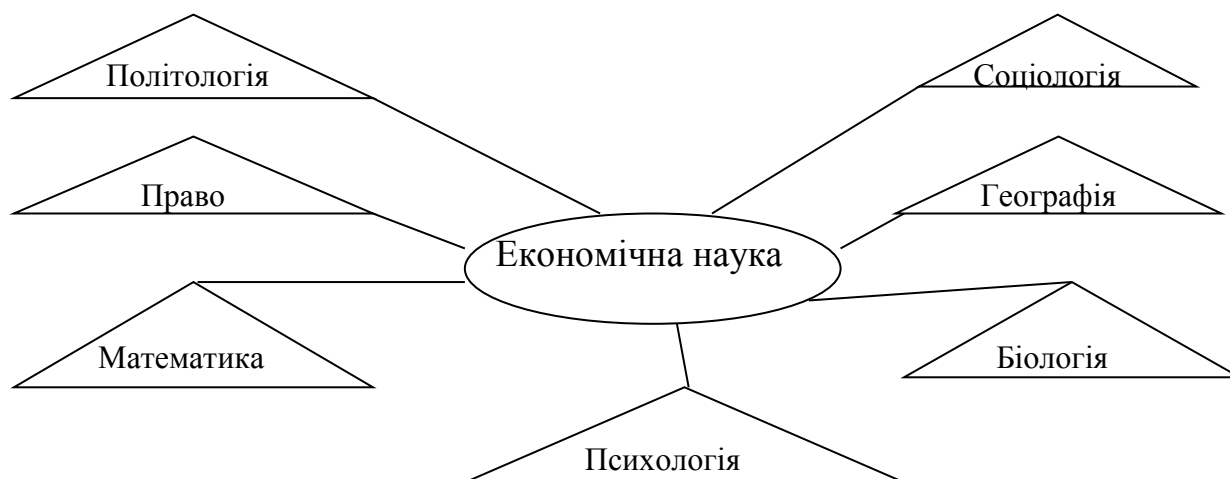 Політологія
Соціологія
Право
Географія
Економічна наука
Математика
Біологія
Психологія